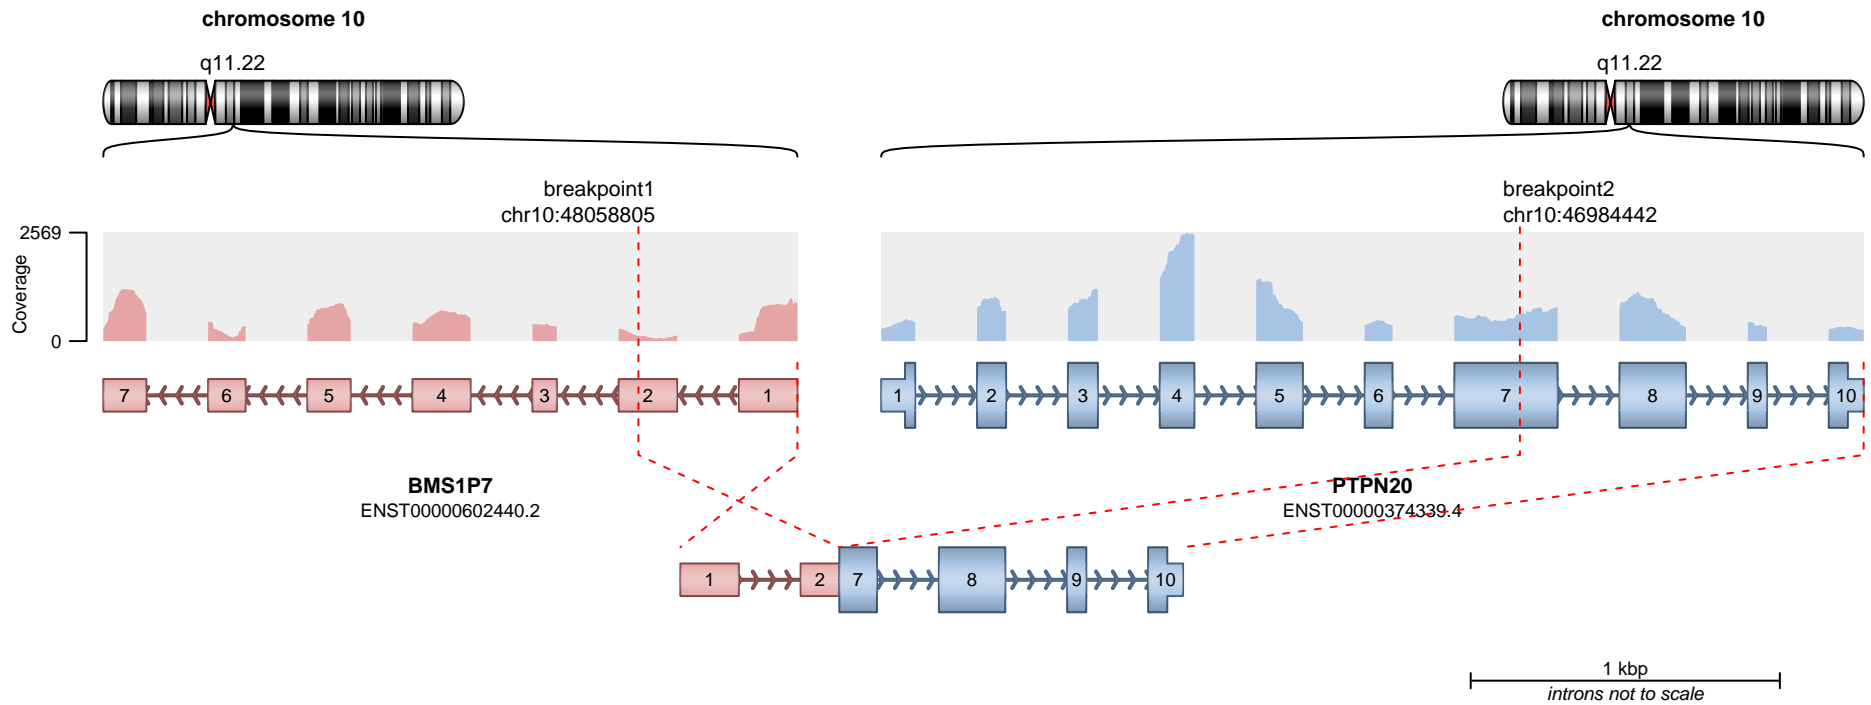 chromosome 10
chromosome 10
q11.22
q11.22
breakpoint1
chr10:48058805
breakpoint2
chr10:46984442
Coverage
2569
0
7 6 5 4 3 2 1
1 2 3 4 5 6 7 8 9 10
BMS1P7
ENST00000602440.2
PTPN20
ENST00000374339.4
1 2 7 8 9 10
1 kbp
introns not to scale